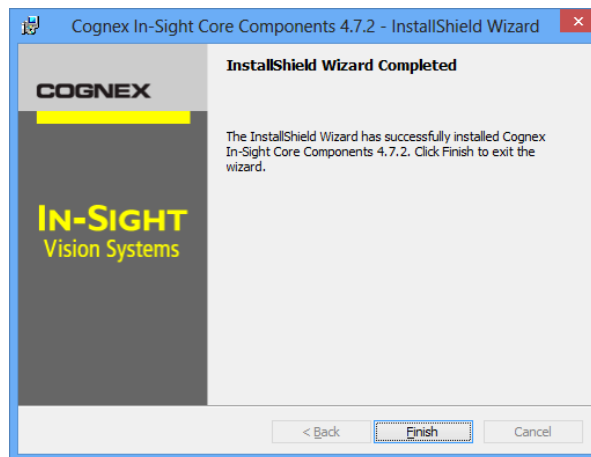 Cognex In-Sight Core Components 4.7.2 - InstallShield Wizard
InstallShield Wizard Completed
COGNEX
The InstallShield Wizard has successfully installed Cognex
In-Sight Core Components 4.7.2. Click Finish to exit the
wizard.
IN-SIGHT
Vision Systems
< Back
Finish
Cancel